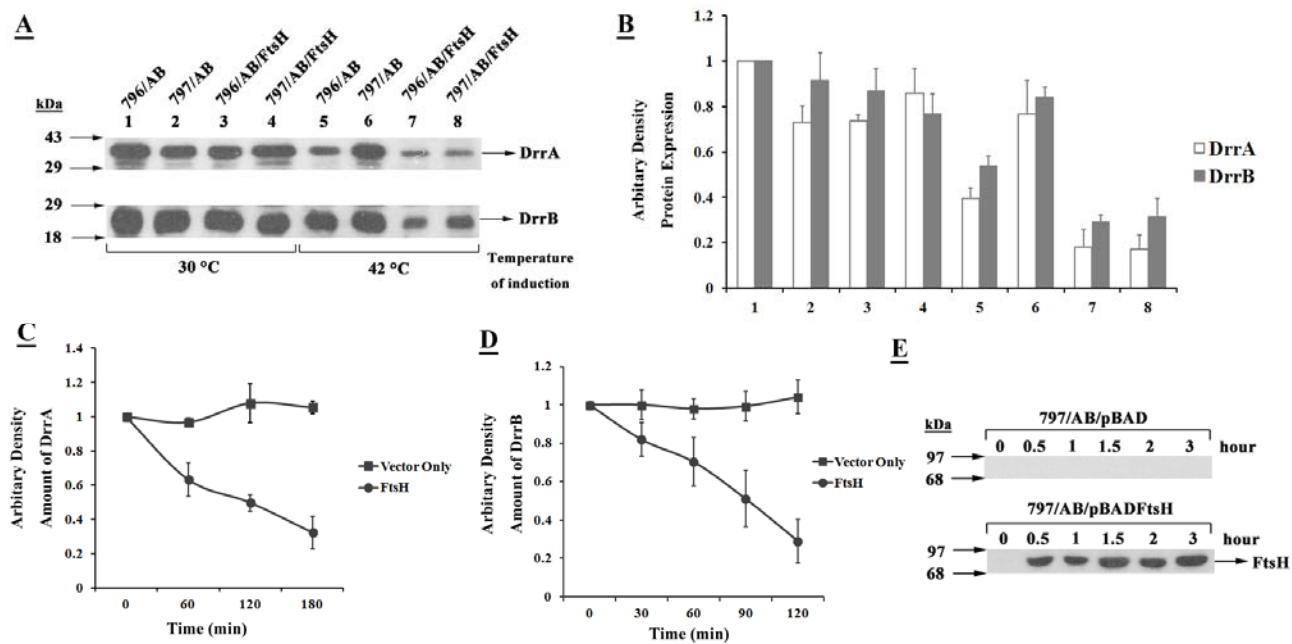 A
796/AB
797/AB
796/AB/FtsH
797/AB/FtsH
796/AB
797/AB
796/AB/FtsH
797/AB/FtsH
kDa
1 2 3 4 5 6 7 8
43
29
DrrA
29
18
DrrB
30 °C
42 °C
Temperature
of induction
B
Arbitary Density
Protein Expression
1
0.8
0.6
0.4
0.2
0
1 2 3 4 5 6 7 8
DrrA
DrrB
C
Arbitary Density
Amount of DrrA
1.4
1.2
1
0.8
0.6
0.4
0.2
0
0 60 120 180
Time (min)
Vector Only
FtsH
D
Arbitary Density
Amount of DrrB
1.2
1
0.8
0.6
0.4
0.2
0
0 30 60 90 120
Time (min)
Vector Only
FtsH
E
797/AB/pBAD
kDa
0 0.5 1 1.5 2 3 hour
97
68
797/AB/pBADFtsH
0 0.5 1 1.5 2 3 hour
97
68
FtsH